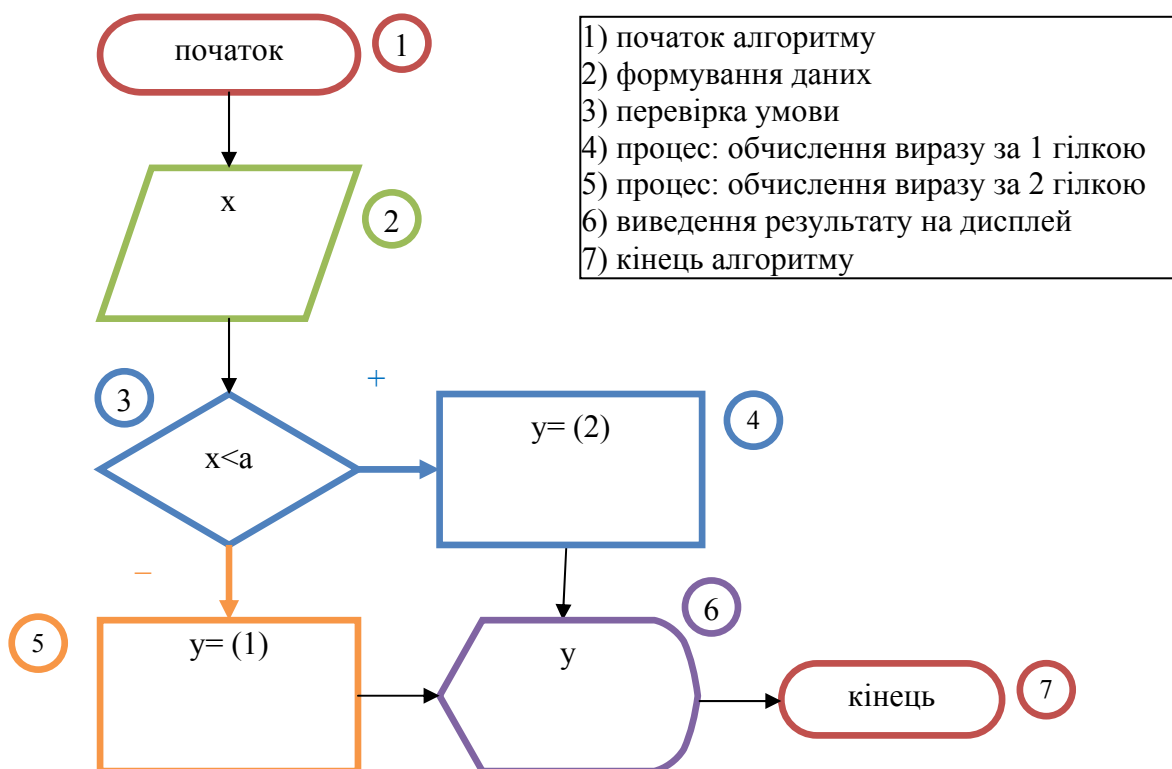 початок
1
1) початок алгоритму
2) формування даних
3) перевірка умови
4) процес: обчислення виразу за 1 гілкою
5) процес: обчислення виразу за 2 гілкою
6) виведення результату на дисплей
7) кінець алгоритму
x
2
3
+
x<a
y= (2)
4
–
5
y= (1)
6
y
кінець
7